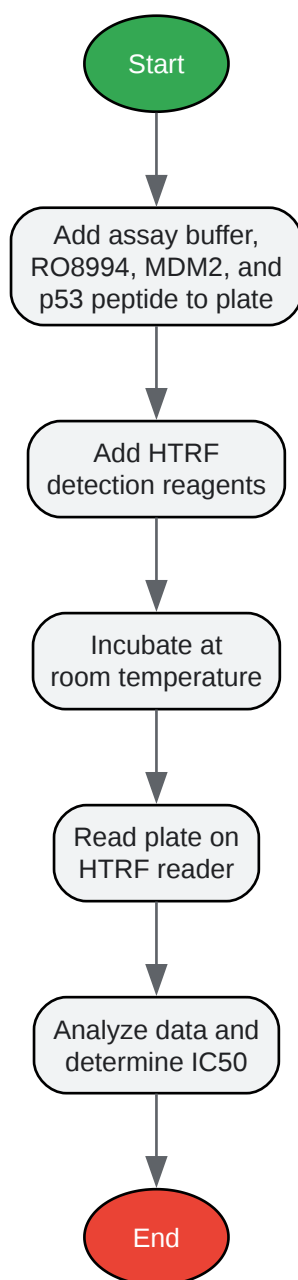 Start
Add assay buffer,
RO8994, MDM2, and
p53 peptide to plate
Add HTRF
detection reagents
Incubate at
room temperature
Read plate on
HTRF reader
Analyze data and
determine IC50
End